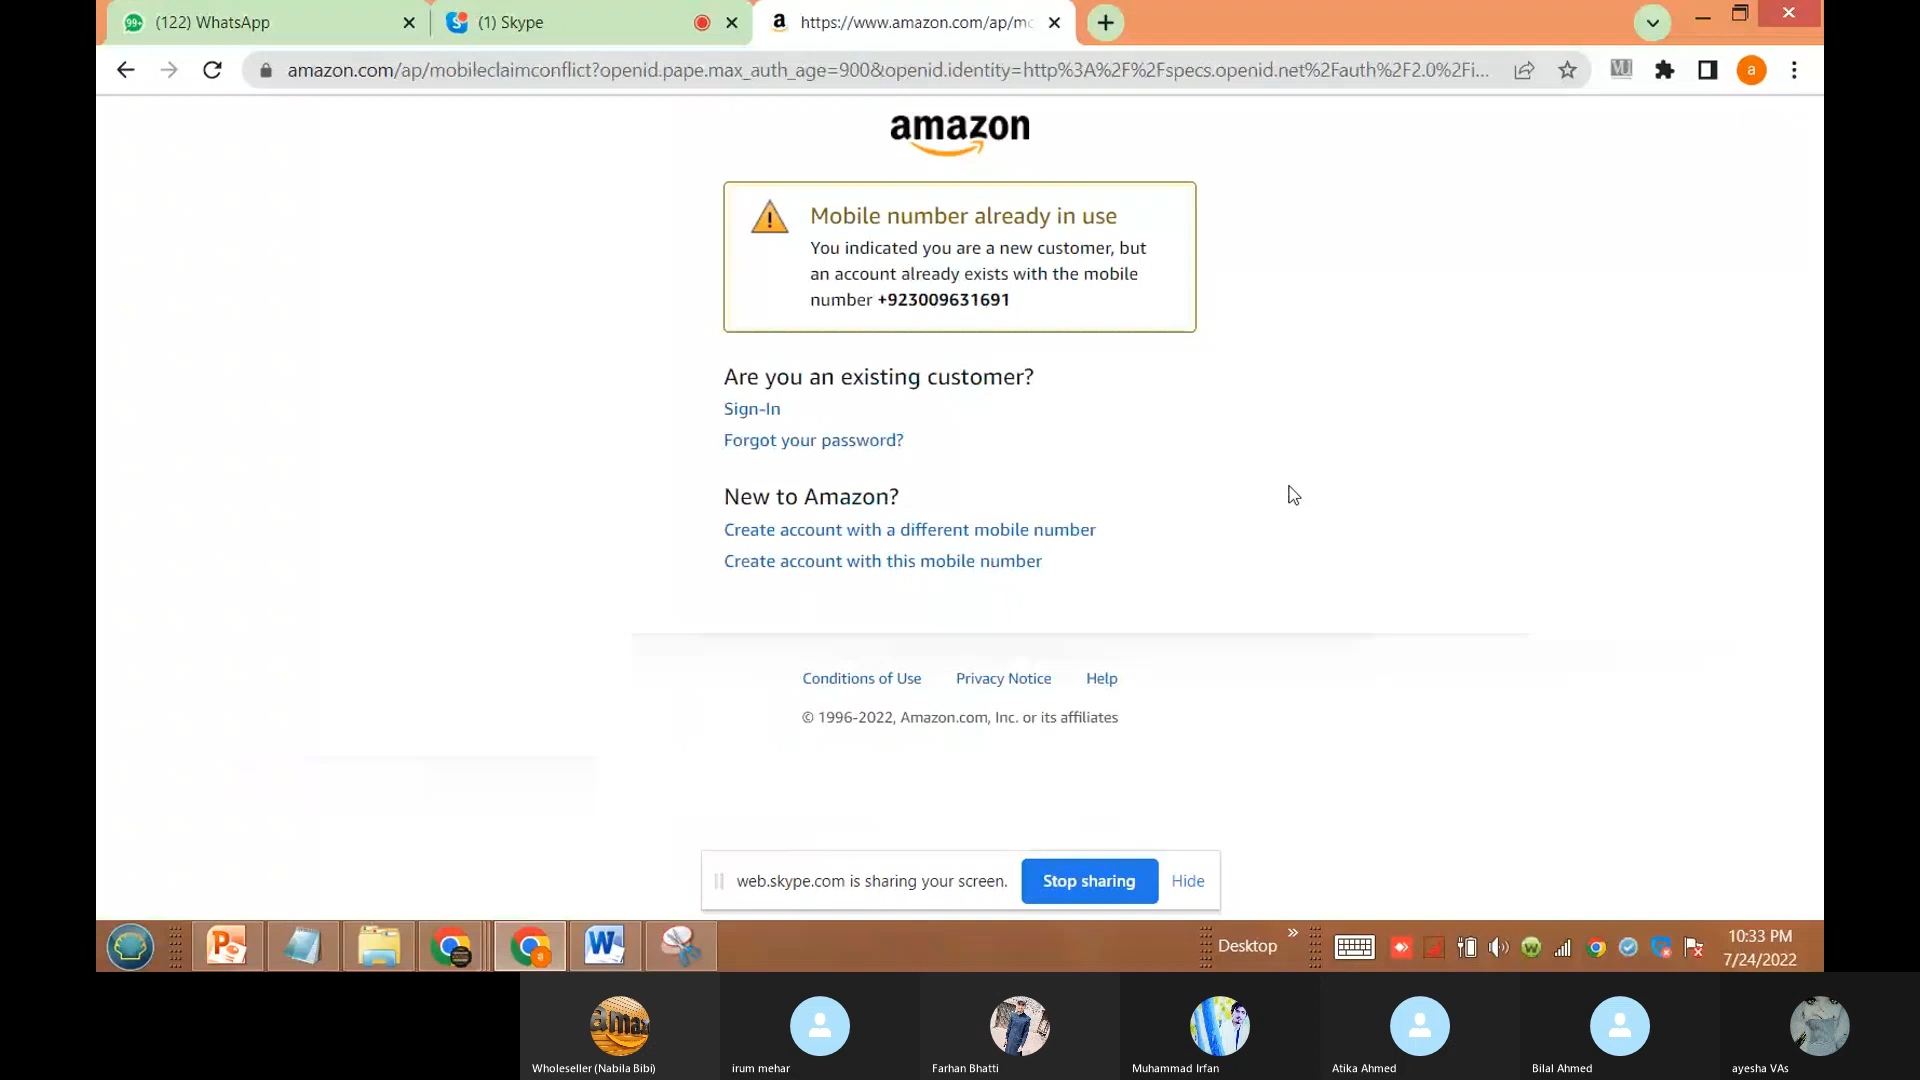 99+ (122) WhatsApp
(1) Skype
https://www.amazon.com/ap/mo
amazon.com/ap/mobileclaimconflict?openid.pape.max_auth_age=900&openid.identity=http%3A%2F%2Fspecs.openid.net%2Fauth%2F2.0%2Fi...
a
amazon
Mobile number already in use
You indicated you are a new customer, but
an account already exists with the mobile
number +923009631691
Are you an existing customer?
Sign-In
Forgot your password?
New to Amazon?
Create account with a different mobile number
Create account with this mobile number
Conditions of Use Privacy Notice Help
© 1996-2022, Amazon.com, Inc. or its affiliates
web.skype.com is sharing your screen. Stop sharing Hide
Desktop »
10:33 PM
7/24/2022
Wholeseller (Nabila Bibi)
irum mehar
Farhan Bhatti
Muhammad Irfan
Atika Ahmed
Bilal Ahmed
ayesha VAs